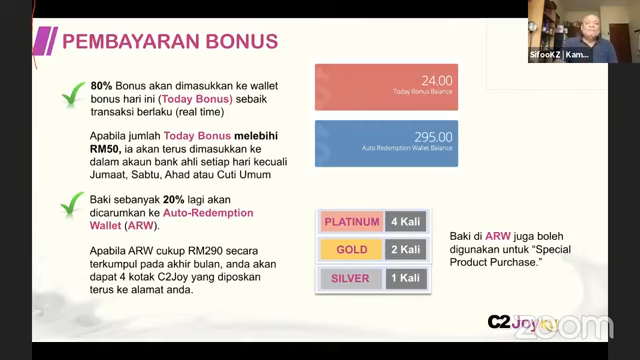 PEMBAYARAN BONUS
SifooKZ | Kam...
80% Bonus akan dimasukkan ke wallet
bonus hari ini (Today Bonus) sebaik
transaksi berlaku (real time)
Apabila jumlah Today Bonus melebihi
RM50, ia akan terus dimasukkan ke
dalam akaun bank ahli setiap hari kecuali
Jumaat, Sabtu, Ahad atau Cuti Umum
Baki sebanyak 20% lagi akan
dicarumkan ke Auto-Redemption
Wallet (ARW).
Apabila ARW cukup RM290 secara
terkumpul pada akhir bulan, anda akan
dapat 4 kotak C2Joy yang diposkan
terus ke alamat anda.
24.00
Today Bonus Balance
295.00
Auto Redemption Wallet Balance
PLATINUM 4 Kali
GOLD 2 Kali
SILVER 1 Kali
Baki di ARW juga boleh
digunakan untuk “Special
Product Purchase.”
C2Joy
zoom